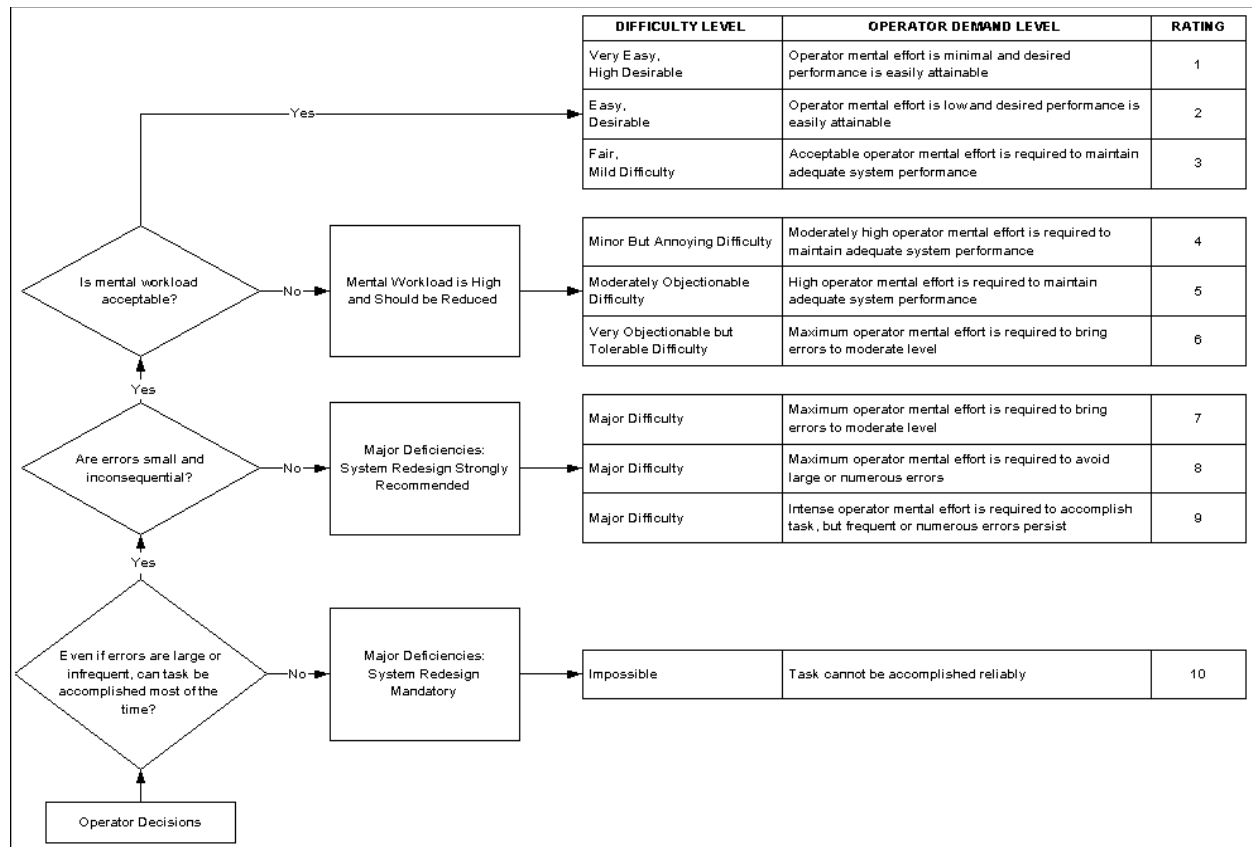 DIFFICULTY LEVEL
OPERATOR DEMAND LEVEL
RATING
Very Easy,
High Desirable
Operator mental effort is minimal and desired
performance is easily attainable
1
Easy,
Desirable
Operator mental effort is low and desired performance is
easily attainable
2
Fair,
Mild Difficulty
Acceptable operator mental effort is required to maintain
adequate system performance
3
Yes
Is mental workload
acceptable?
No
Mental Workload is High
and Should be Reduced
Minor But Annoying Difficulty
Moderately high operator mental effort is required to
maintain adequate system performance
4
Moderately Objectionable
Difficulty
High operator mental effort is required to maintain
adequate system performance
5
Very Objectionable but
Tolerable Difficulty
Maximum operator mental effort is required to bring
errors to moderate level
6
Yes
Are errors small and
inconsequential?
No
Major Deficiencies:
System Redesign Strongly
Recommended
Major Difficulty
Maximum operator mental effort is required to bring
errors to moderate level
7
Major Difficulty
Maximum operator mental effort is required to avoid
large or numerous errors
8
Major Difficulty
Intense operator mental effort is required to accomplish
task, but frequent or numerous errors persist
9
Yes
Even if errors are large or
infrequent, can task be
accomplished most of the
time?
No
Major Deficiencies:
System Redesign
Mandatory
Impossible
Task cannot be accomplished reliably
10
Operator Decisions